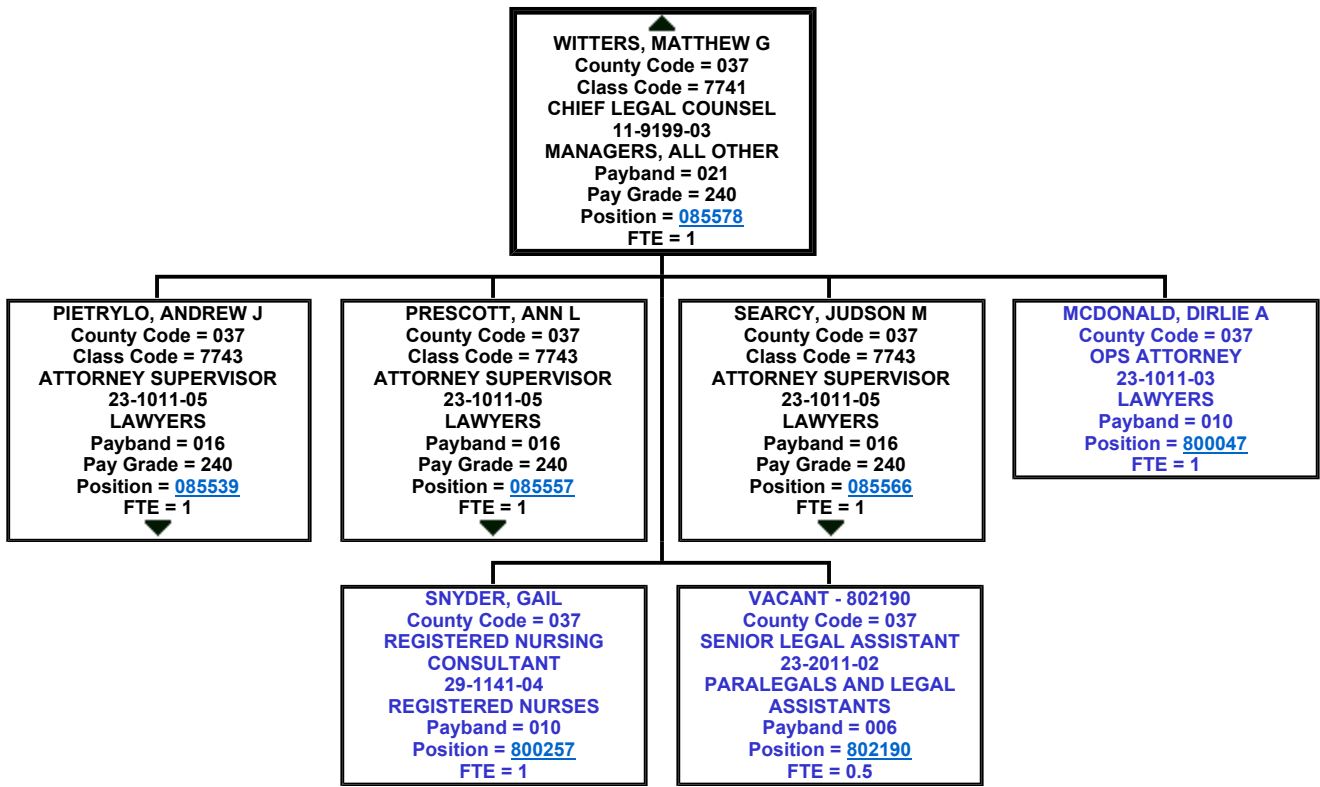 WITTERS, MATTHEW G
County Code = 037
Class Code = 7741
CHIEF LEGAL COUNSEL
11-9199-03
MANAGERS, ALL OTHER
Payband = 021
Pay Grade = 240
Position = 085578
FTE = 1
PIETRYLO, ANDREW J
County Code = 037
Class Code = 7743
ATTORNEY SUPERVISOR
23-1011-05
LAWYERS
Payband = 016
Pay Grade = 240
Position = 085539
FTE = 1
PRESCOTT, ANN L
County Code = 037
Class Code = 7743
ATTORNEY SUPERVISOR
23-1011-05
LAWYERS
Payband = 016
Pay Grade = 240
Position = 085557
FTE = 1
SEARCY, JUDSON M
County Code = 037
Class Code = 7743
ATTORNEY SUPERVISOR
23-1011-05
LAWYERS
Payband = 016
Pay Grade = 240
Position = 085566
FTE = 1
MCDONALD, DIRLIE A
County Code = 037
OPS ATTORNEY
23-1011-03
LAWYERS
Payband = 010
Position = 800047
FTE = 1
SNYDER, GAIL
County Code = 037
REGISTERED NURSING
CONSULTANT
29-1141-04
REGISTERED NURSES
Payband = 010
Position = 800257
FTE = 1
VACANT - 802190
County Code = 037
SENIOR LEGAL ASSISTANT
23-2011-02
PARALEGALS AND LEGAL
ASSISTANTS
Payband = 006
Position = 802190
FTE = 0.5